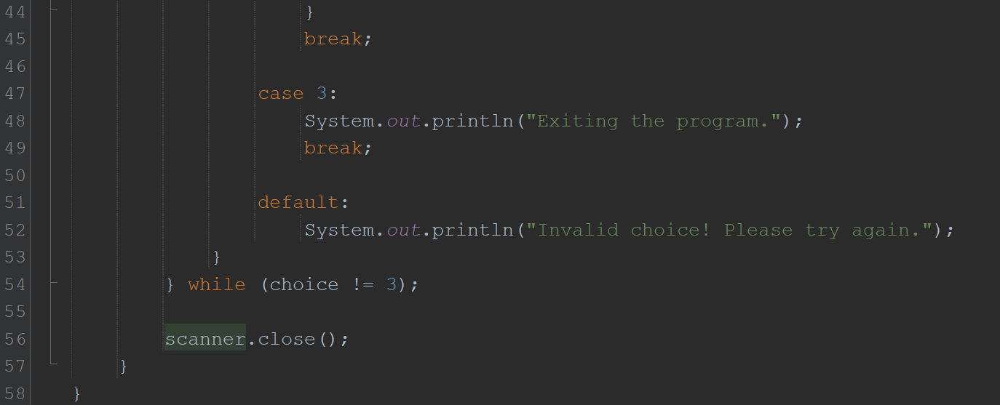 44 }
45 break;
46
47 case 3:
48 System.out.println("Exiting the program.");
49 break;
50
51 default:
52 System.out.println("Invalid choice! Please try again.");
53 }
54 } while (choice != 3);
55
56 scanner.close();
57 }
58 }